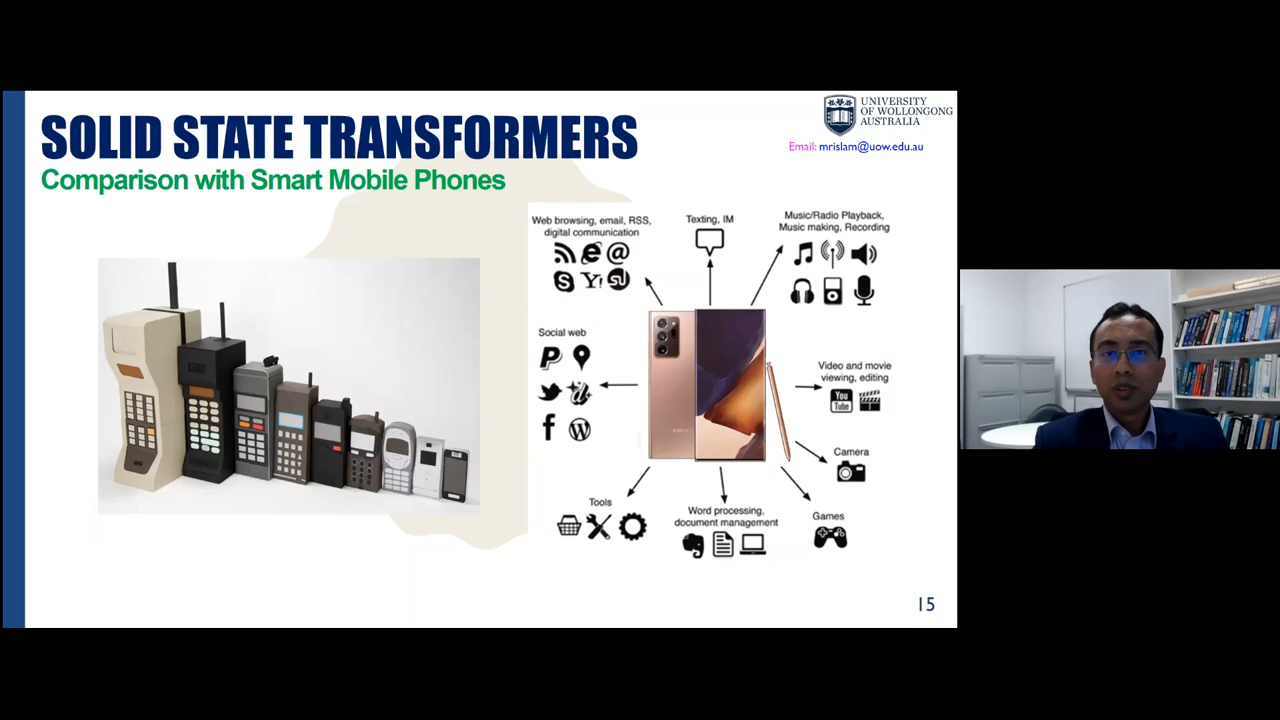 SOLID STATE TRANSFORMERS
Comparison with Smart Mobile Phones
UNIVERSITY
OF WOLLONGONG
AUSTRALIA
Email: mrislam@uow.edu.au
Web browsing, email, RSS,
digital communication
Texting, IM
Music/Radio Playback,
Music making, Recording
Social web
Video and movie
viewing, editing
You
Tube
Camera
Tools
Word processing,
document management
Games
15